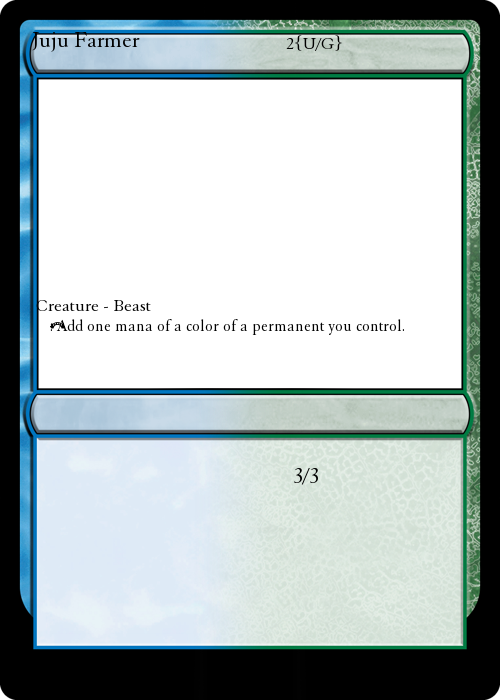 Juju Farmer
2{U/G}
Creature - Beast
Add one mana of a color of a permanent you control.
3/3